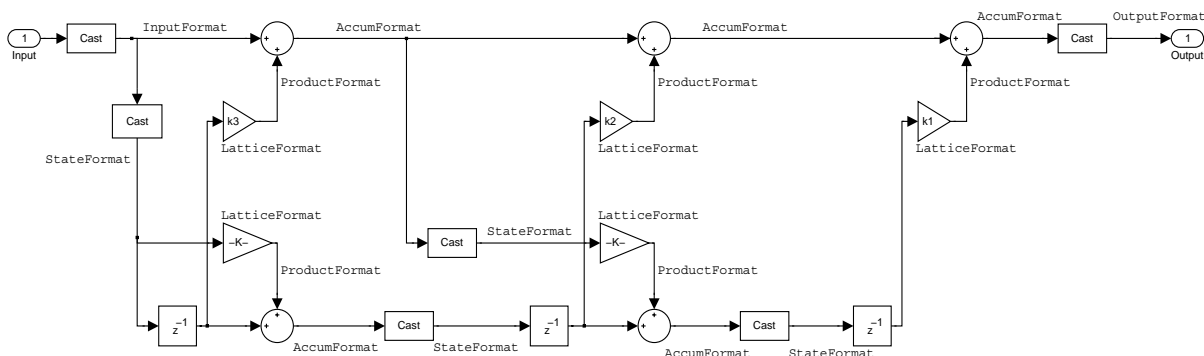 InputFormat
AccumFormat
AccumFormat
AccumFormat
OutputFormat
1
Input
Cast
+
+
+
+
+
+
Cast
1
Output
ProductFormat
ProductFormat
ProductFormat
Cast
k3
k2
k1
StateFormat
LatticeFormat
LatticeFormat
LatticeFormat
LatticeFormat
LatticeFormat
–K–
Cast
StateFormat
–K–
ProductFormat
ProductFormat
z–1
+
+
Cast
z–1
+
+
Cast
z–1
AccumFormat
StateFormat
AccumFormat
StateFormat